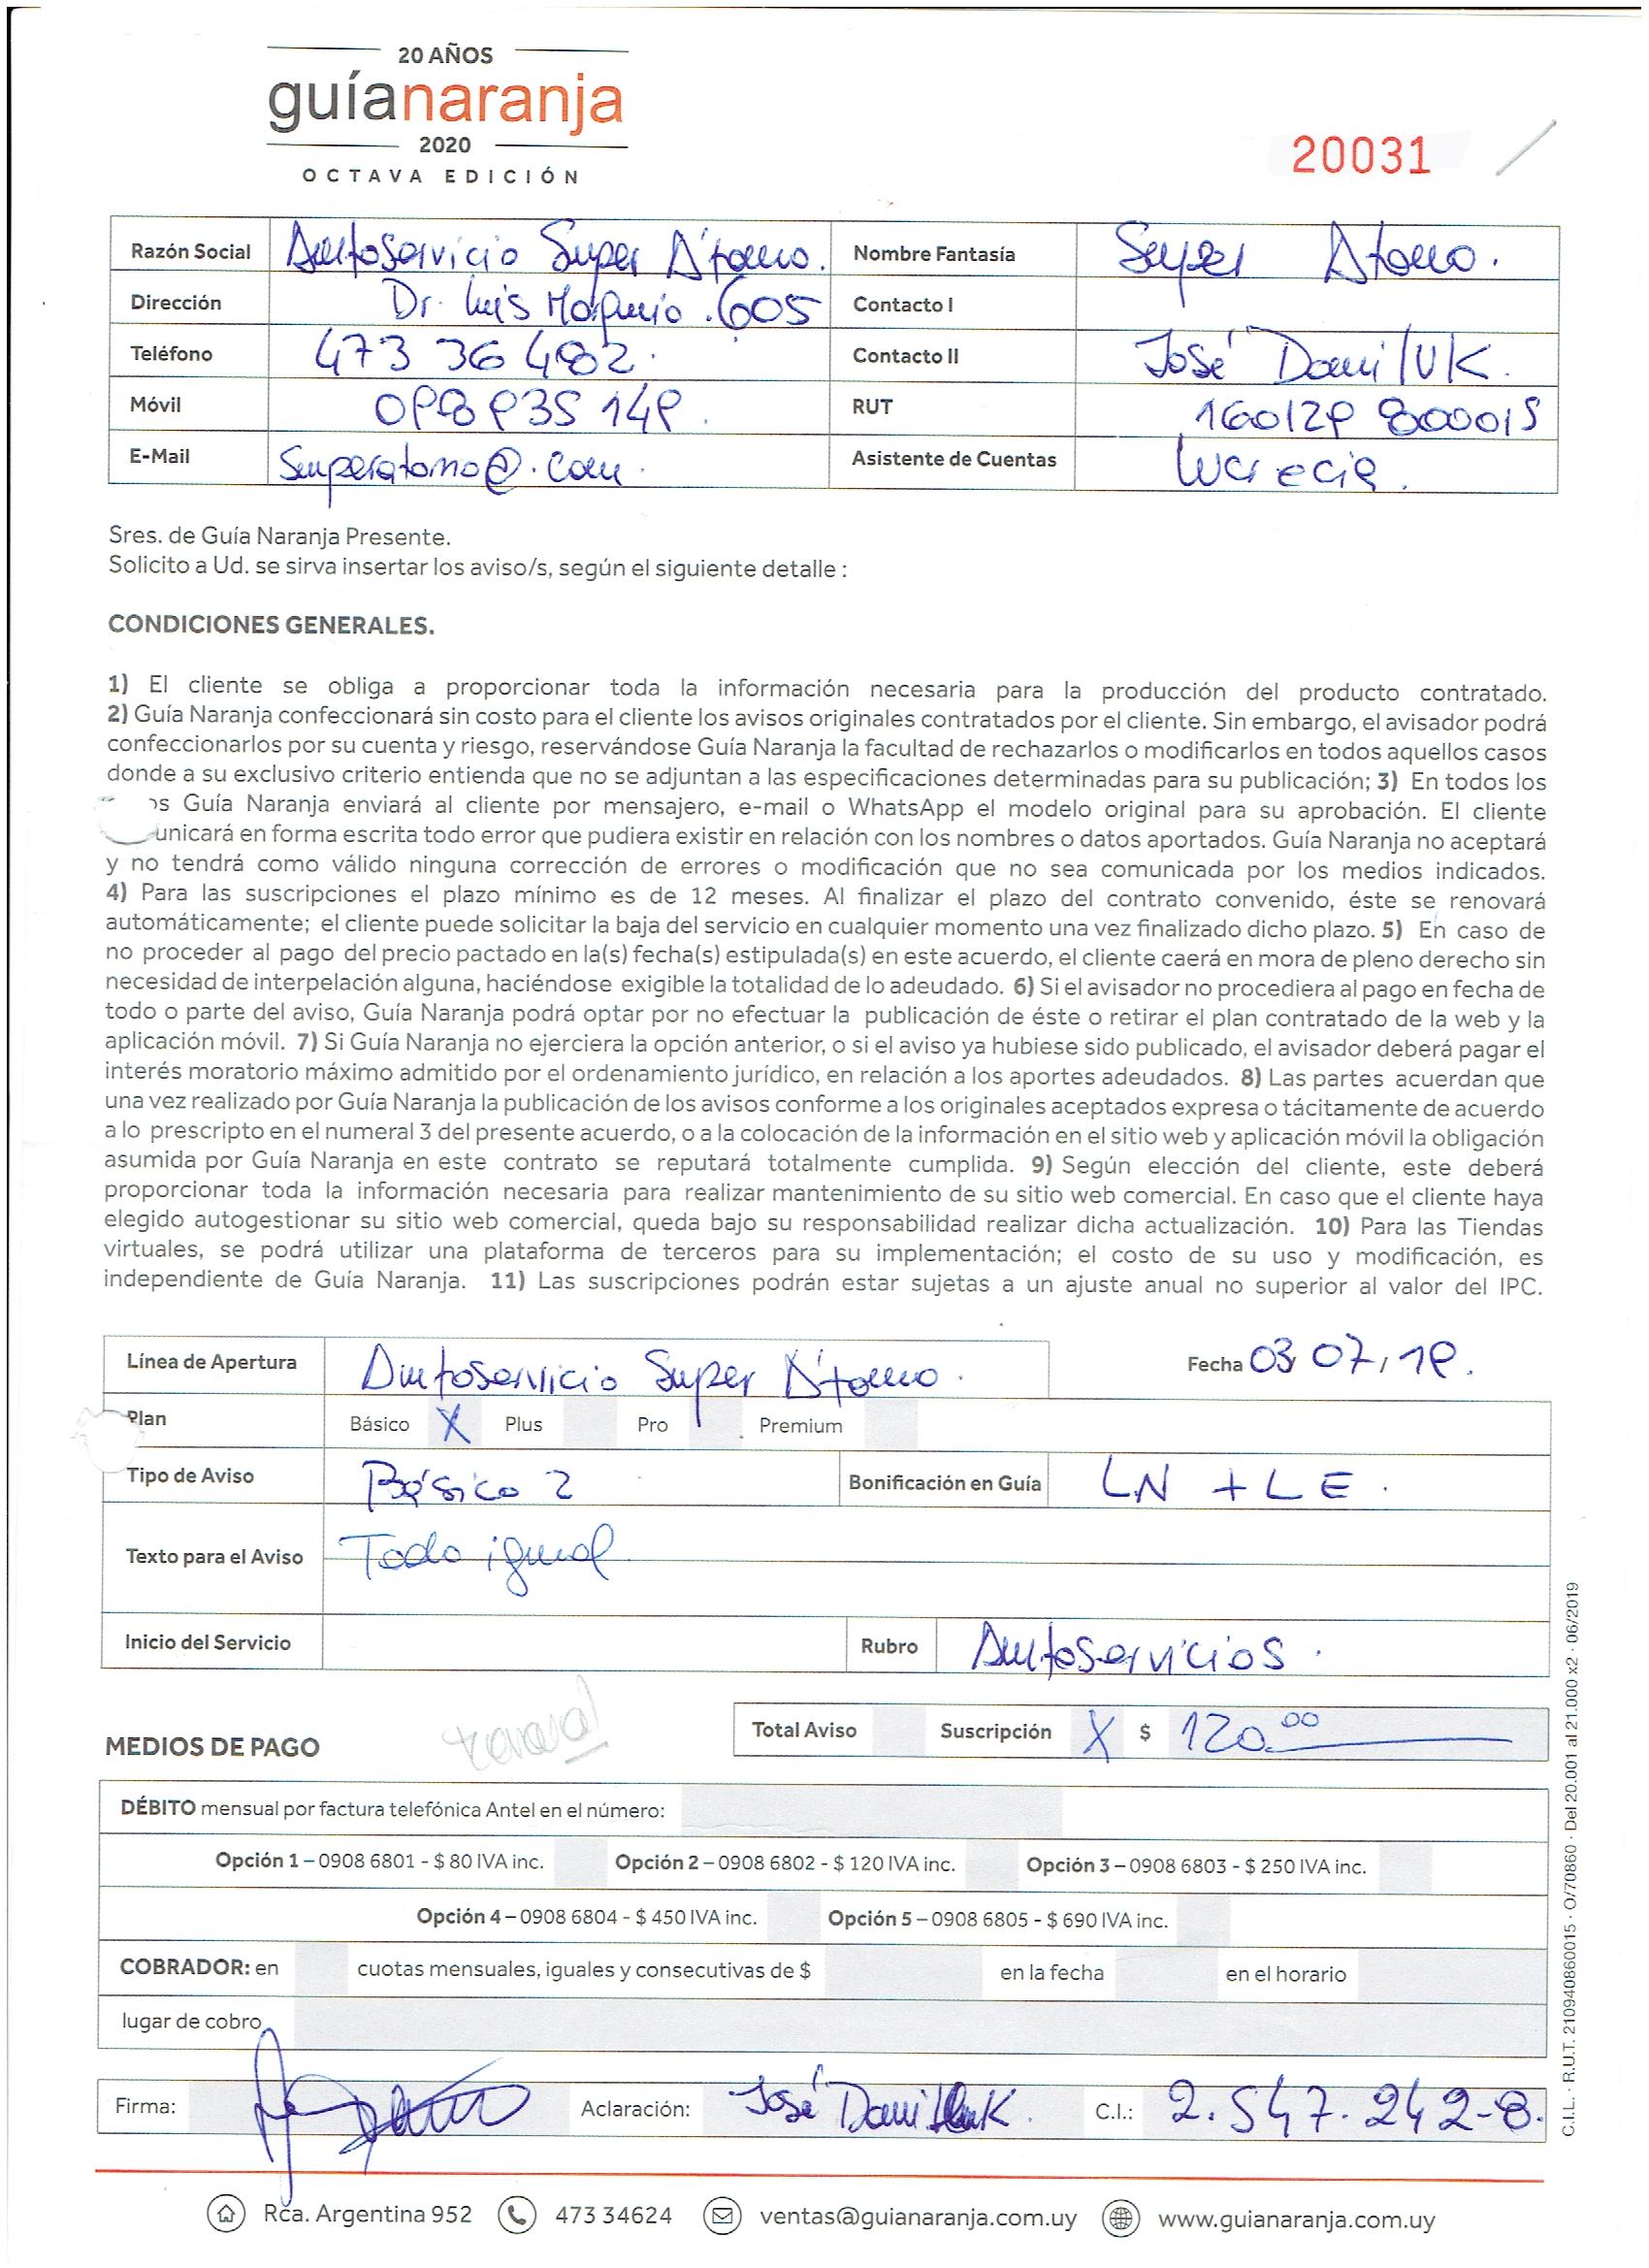 20 AÑOS
guíanaranja
2020
OCTAVA EDICIÓN
20031
Razón Social Autoservicio Super Átomo. Nombre Fantasía Super Atomo.
Dirección Dr. Luis Morquio. 605 Contacto I
Teléfono 473 36 482. Contacto II José Daniluk.
Móvil 098 935 149. RUT 160129 800015
E-Mail Superatomo@.com. Asistente de Cuentas Lucrecia.
Sres. de Guía Naranja Presente.
Solicito a Ud. se sirva insertar los aviso/s, según el siguiente detalle :
CONDICIONES GENERALES.
1) El cliente se obliga a proporcionar toda la información necesaria para la producción del producto contratado.
2) Guía Naranja confeccionará sin costo para el cliente los avisos originales contratados por el cliente. Sin embargo, el avisador podrá
confeccionarlos por su cuenta y riesgo, reservándose Guía Naranja la facultad de rechazarlos o modificarlos en todos aquellos casos
donde a su exclusivo criterio entienda que no se adjuntan a las especificaciones determinadas para su publicación; 3) En todos los
os Guía Naranja enviará al cliente por mensajero, e-mail o WhatsApp el modelo original para su aprobación. El cliente
unicará en forma escrita todo error que pudiera existir en relación con los nombres o datos aportados. Guía Naranja no aceptará
y no tendrá como válido ninguna corrección de errores o modificación que no sea comunicada por los medios indicados.
4) Para las suscripciones el plazo mínimo es de 12 meses. Al finalizar el plazo del contrato convenido, éste se renovará
automáticamente; el cliente puede solicitar la baja del servicio en cualquier momento una vez finalizado dicho plazo. 5) En caso de
no proceder al pago del precio pactado en la(s) fecha(s) estipulada(s) en este acuerdo, el cliente caerá en mora de pleno derecho sin
necesidad de interpelación alguna, haciéndose exigible la totalidad de lo adeudado. 6) Si el avisador no procediera al pago en fecha de
todo o parte del aviso, Guía Naranja podrá optar por no efectuar la publicación de éste o retirar el plan contratado de la web y la
aplicación móvil. 7) Si Guía Naranja no ejerciera la opción anterior, o si el aviso ya hubiese sido publicado, el avisador deberá pagar el
interés moratorio máximo admitido por el ordenamiento jurídico, en relación a los aportes adeudados. 8) Las partes acuerdan que
una vez realizado por Guía Naranja la publicación de los avisos conforme a los originales aceptados expresa o tácitamente de acuerdo
a lo prescripto en el numeral 3 del presente acuerdo, o a la colocación de la información en el sitio web y aplicación móvil la obligación
asumida por Guía Naranja en este contrato se reputará totalmente cumplida. 9) Según elección del cliente, este deberá
proporcionar toda la información necesaria para realizar mantenimiento de su sitio web comercial. En caso que el cliente haya
elegido autogestionar su sitio web comercial, queda bajo su responsabilidad realizar dicha actualización. 10) Para las Tiendas
virtuales, se podrá utilizar una plataforma de terceros para su implementación; el costo de su uso y modificación, es
independiente de Guía Naranja. 11) Las suscripciones podrán estar sujetas a un ajuste anual no superior al valor del IPC.
Línea de Apertura Autoservicio Super Átomo. Fecha 03 07, 19.
Plan Básico X Plus Pro Premium
Tipo de Aviso Básico 2 Bonificación en Guía LN + LE.
Texto para el Aviso Todo igual
Inicio del Servicio Rubro Autoservicios.
MEDIOS DE PAGO Total Aviso Suscripción X $ 120.00
DÉBITO mensual por factura telefónica Antel en el número:
Opción 1 – 0908 6801 - $ 80 IVA inc. Opción 2 – 0908 6802 - $ 120 IVA inc. Opción 3 – 0908 6803 - $ 250 IVA inc.
Opción 4 – 0908 6804 - $ 450 IVA inc. Opción 5 – 0908 6805 - $ 690 IVA inc.
COBRADOR: en cuotas mensuales, iguales y consecutivas de $ en la fecha en el horario
lugar de cobro
Firma: Aclaración: José Daniluk. C.I.: 2.547.242-8.
Rca. Argentina 952 473 34624 ventas@guianaranja.com.uy www.guianaranja.com.uy
C.I.L. · R.U.T. 210940860015 · O/70860 · Del 20.001 al 21.000 x2 · 06/2019